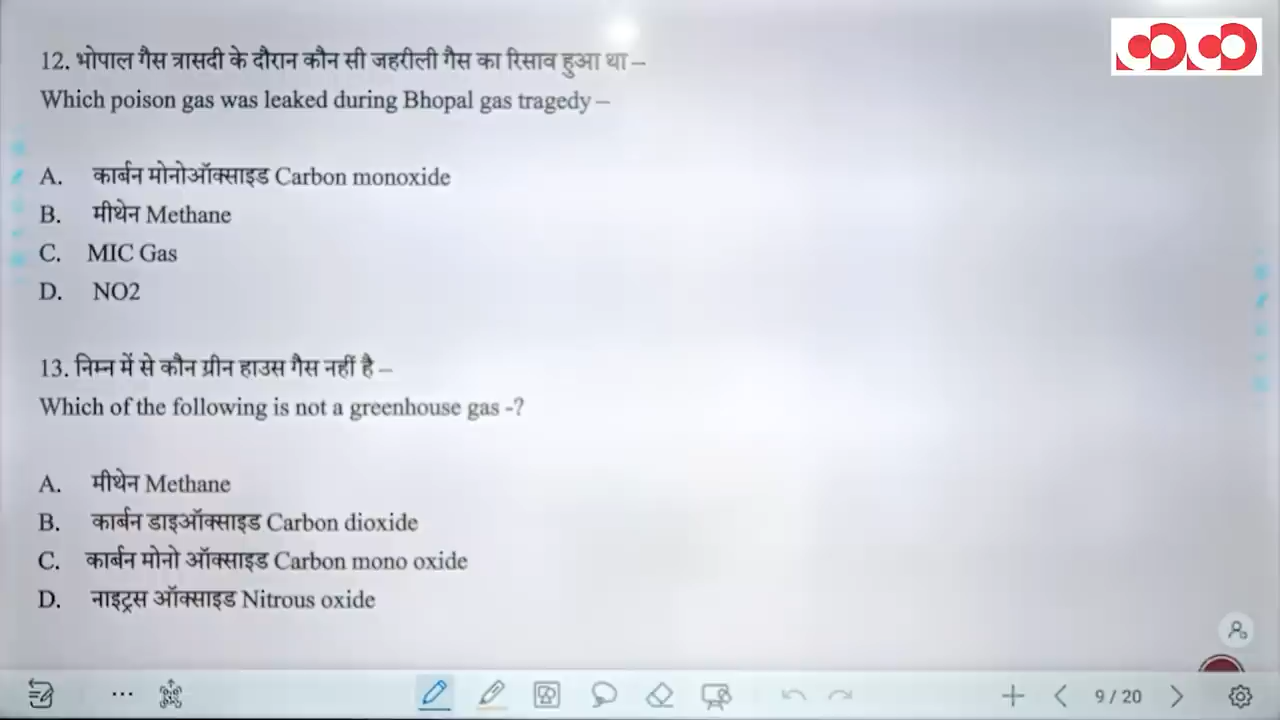 12. भोपाल गैस त्रासदी के दौरान कौन सी जहरीली गैस का रिसाव हुआ था –
Which poison gas was leaked during Bhopal gas tragedy –
A. कार्बन मोनोऑक्साइड Carbon monoxide
B. मीथेन Methane
C. MIC Gas
D. NO2
13. निम्न में से कौन ग्रीन हाउस गैस नहीं है –
Which of the following is not a greenhouse gas -?
A. मीथेन Methane
B. कार्बन डाइऑक्साइड Carbon dioxide
C. कार्बन मोनो ऑक्साइड Carbon mono oxide
D. नाइट्रस ऑक्साइड Nitrous oxide
9 / 20